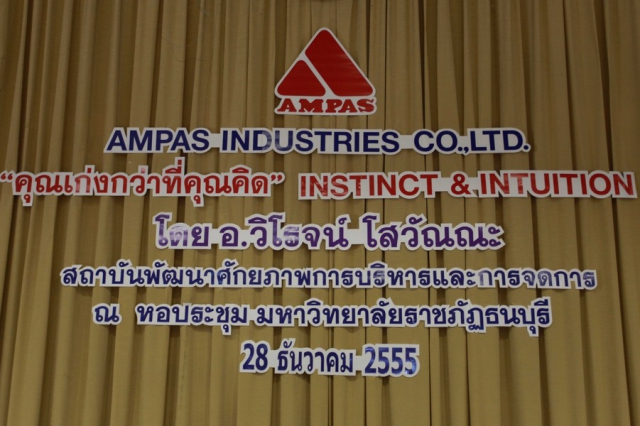 AMPAS
AMPAS INDUSTRIES CO.,LTD.
"คุณเก่งกว่าที่คุณคิด" INSTINCT & INTUITION
โดย อ.วิโรจน์ โสวัณณะ
สถาบันพัฒนาศักยภาพการบริหารและการจัดการ
ณ หอประชุม มหาวิทยาลัยราชภัฏธนบุรี
28 ธันวาคม 2555